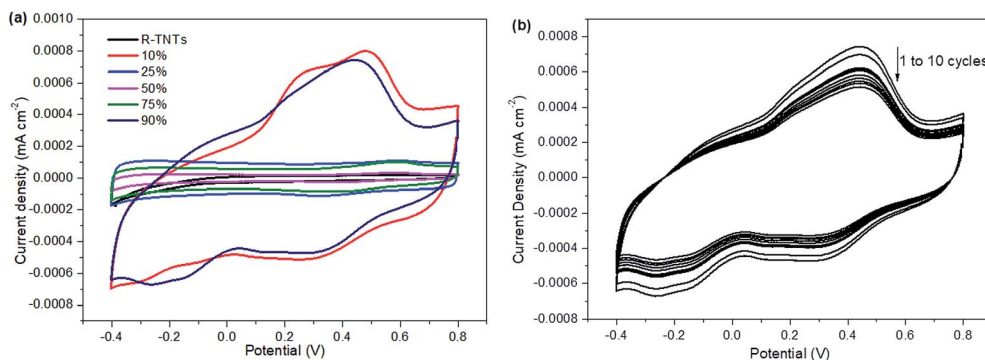 (a)
Current density (mA cm⁻²)
0.0010
0.0008
0.0006
0.0004
0.0002
0.0000
-0.0002
-0.0004
-0.0006
-0.0008
R-TNTs
10%
25%
50%
75%
90%
-0.4 -0.2 0.0 0.2 0.4 0.6 0.8
Potential (V)
(b)
Current Density (mA cm⁻²)
0.0008
0.0006
0.0004
0.0002
0.0000
-0.0002
-0.0004
-0.0006
-0.0008
1 to 10 cycles
-0.4 -0.2 0.0 0.2 0.4 0.6 0.8
Potential (V)